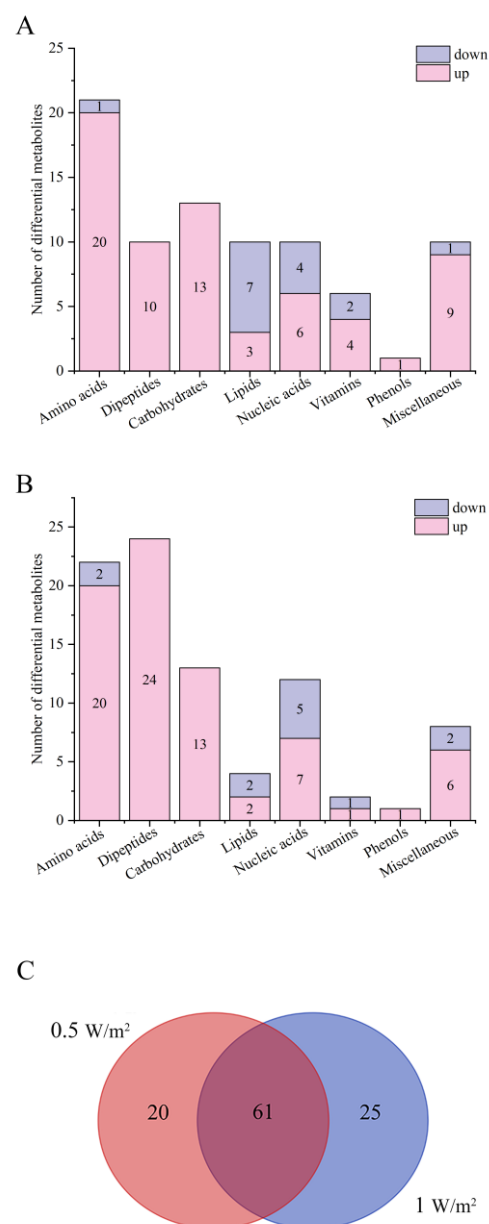 A
25
20
15
10
5
0
Number of differential metabolites
down
up
1
20
10
13
7
3
4
6
2
4
1
1
9
Amino acids
Dipeptides
Carbohydrates
Lipids
Nucleic acids
Vitamins
Phenols
Miscellaneous
B
25
20
15
10
5
0
Number of differential metabolites
down
up
2
20
24
13
2
2
5
7
1
1
1
2
6
Amino acids
Dipeptides
Carbohydrates
Lipids
Nucleic acids
Vitamins
Phenols
Miscellaneous
C
0.5 W/m²
20
61
25
1 W/m²